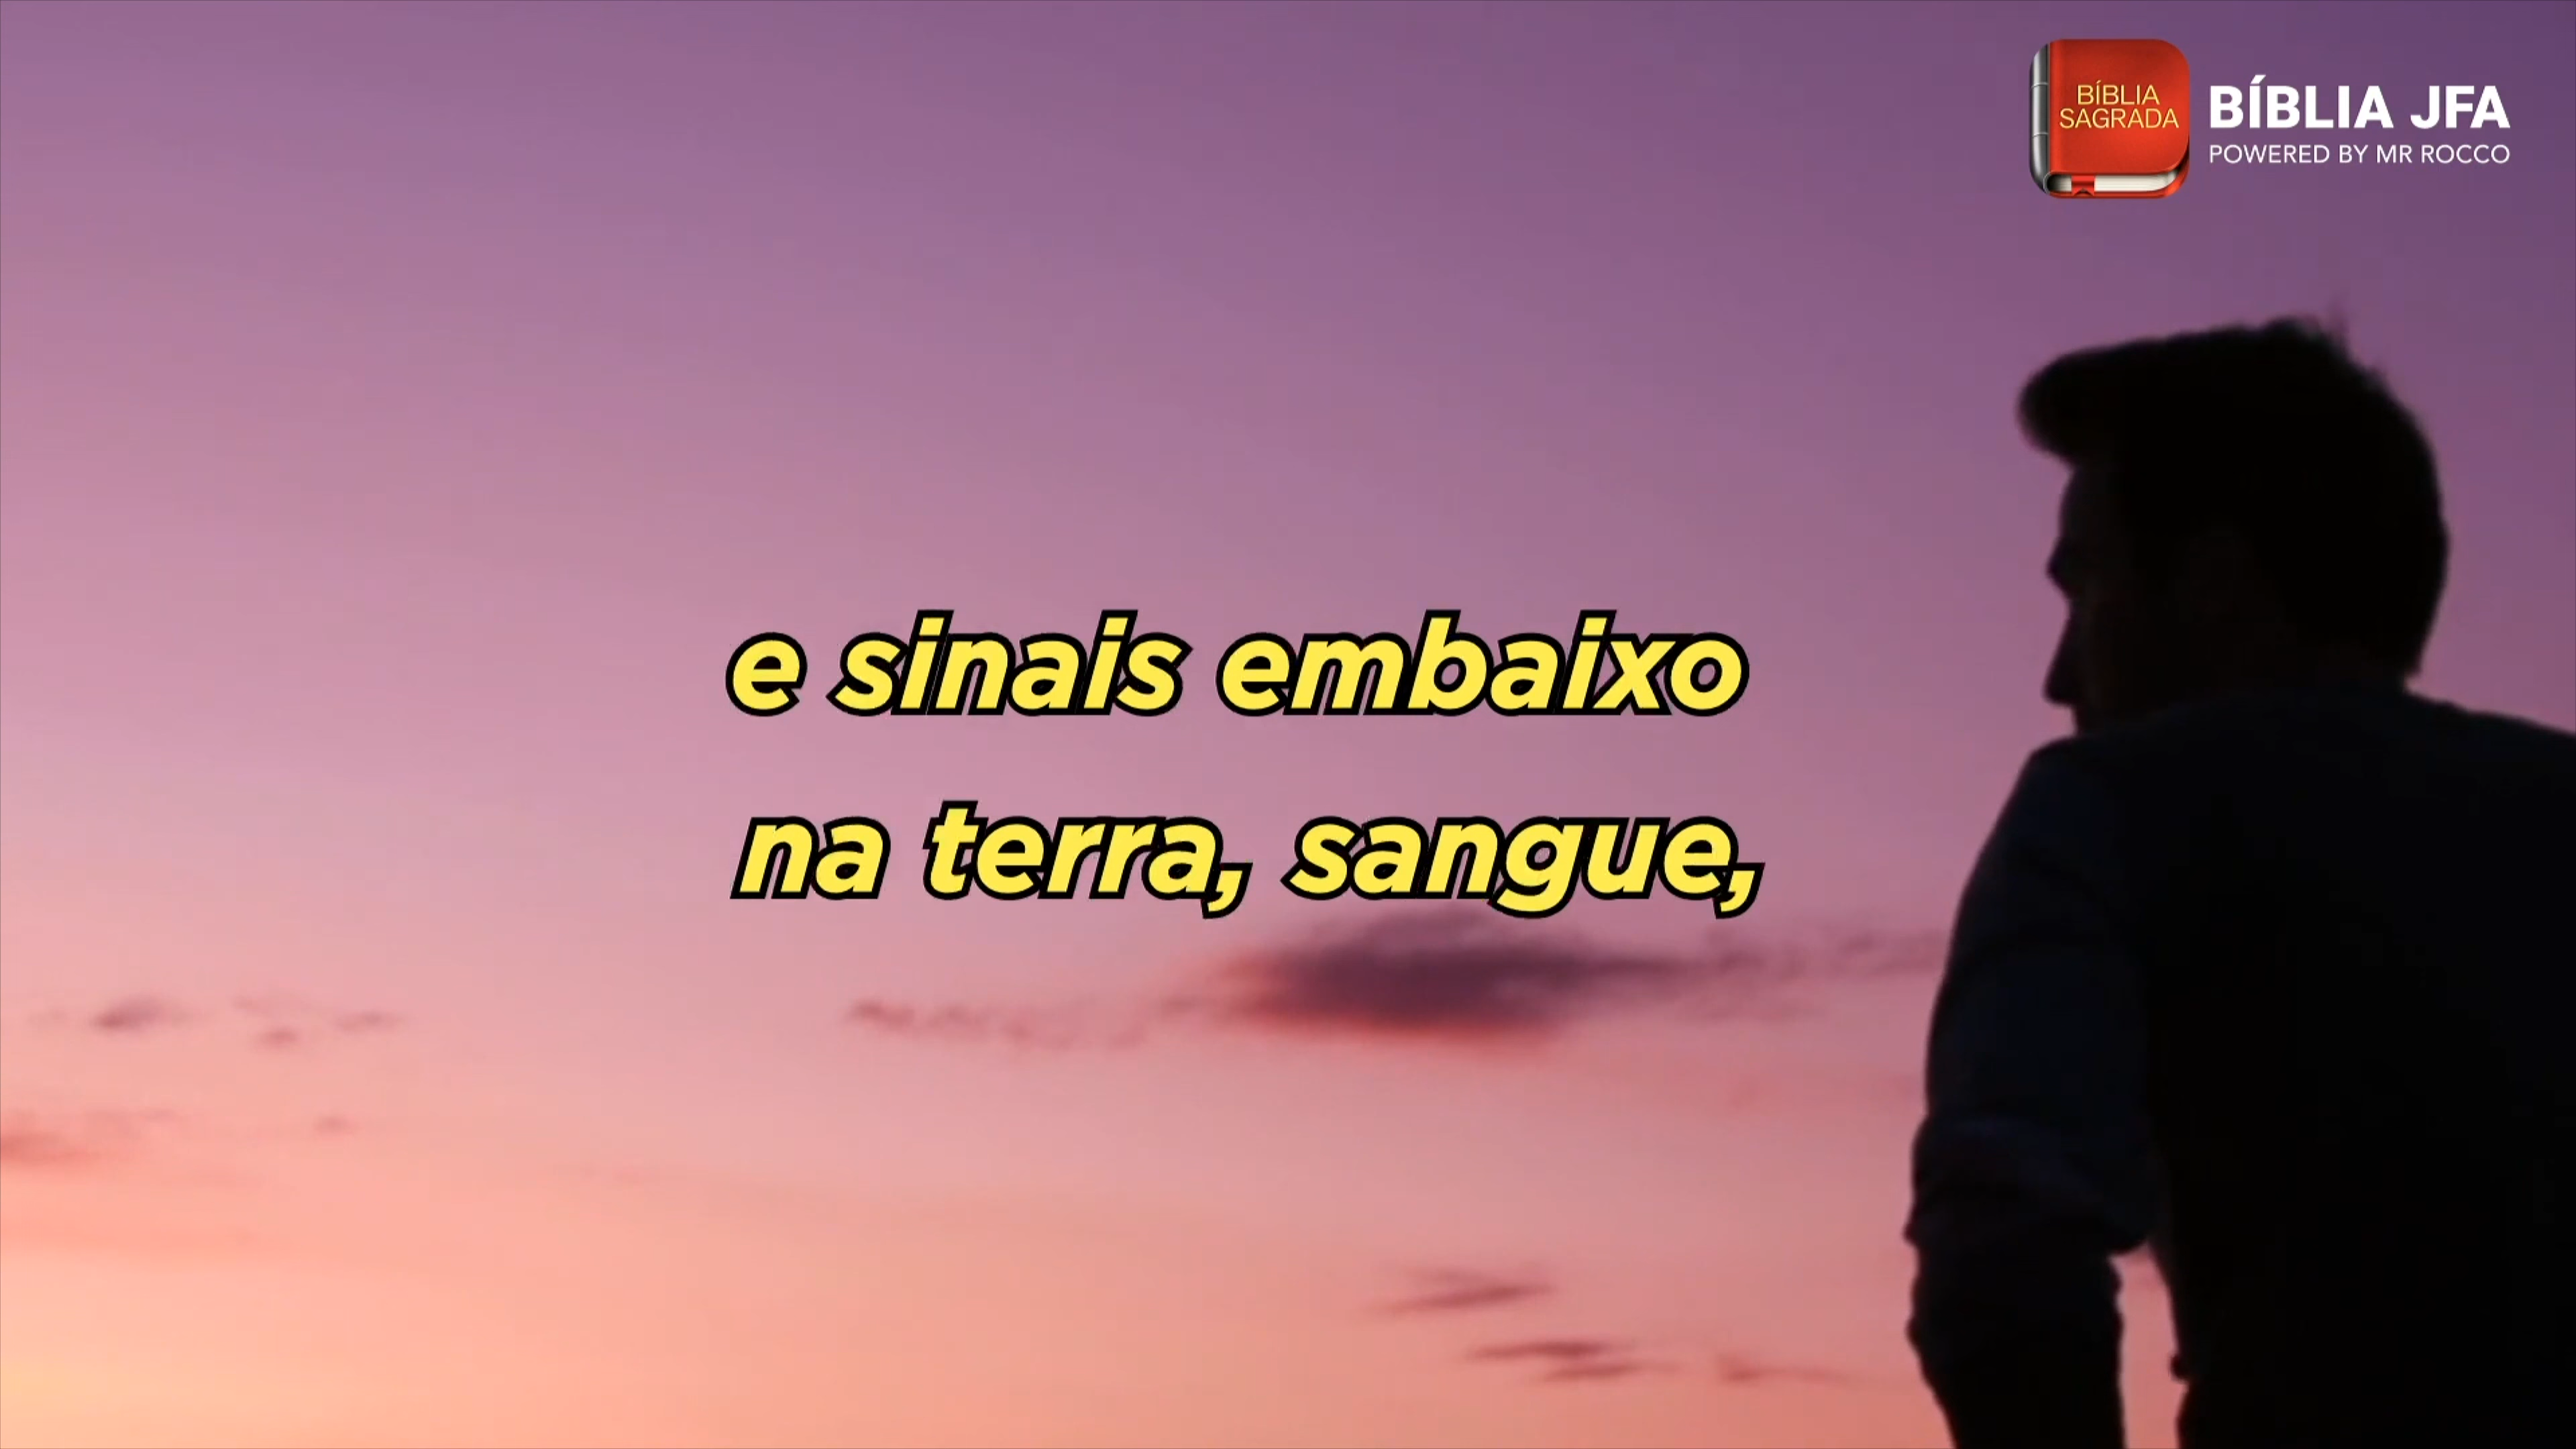 BÍBLIA
SAGRADA
BÍBLIA JFA
POWERED BY MR ROCCO
e sinais embaixo
na terra, sangue,